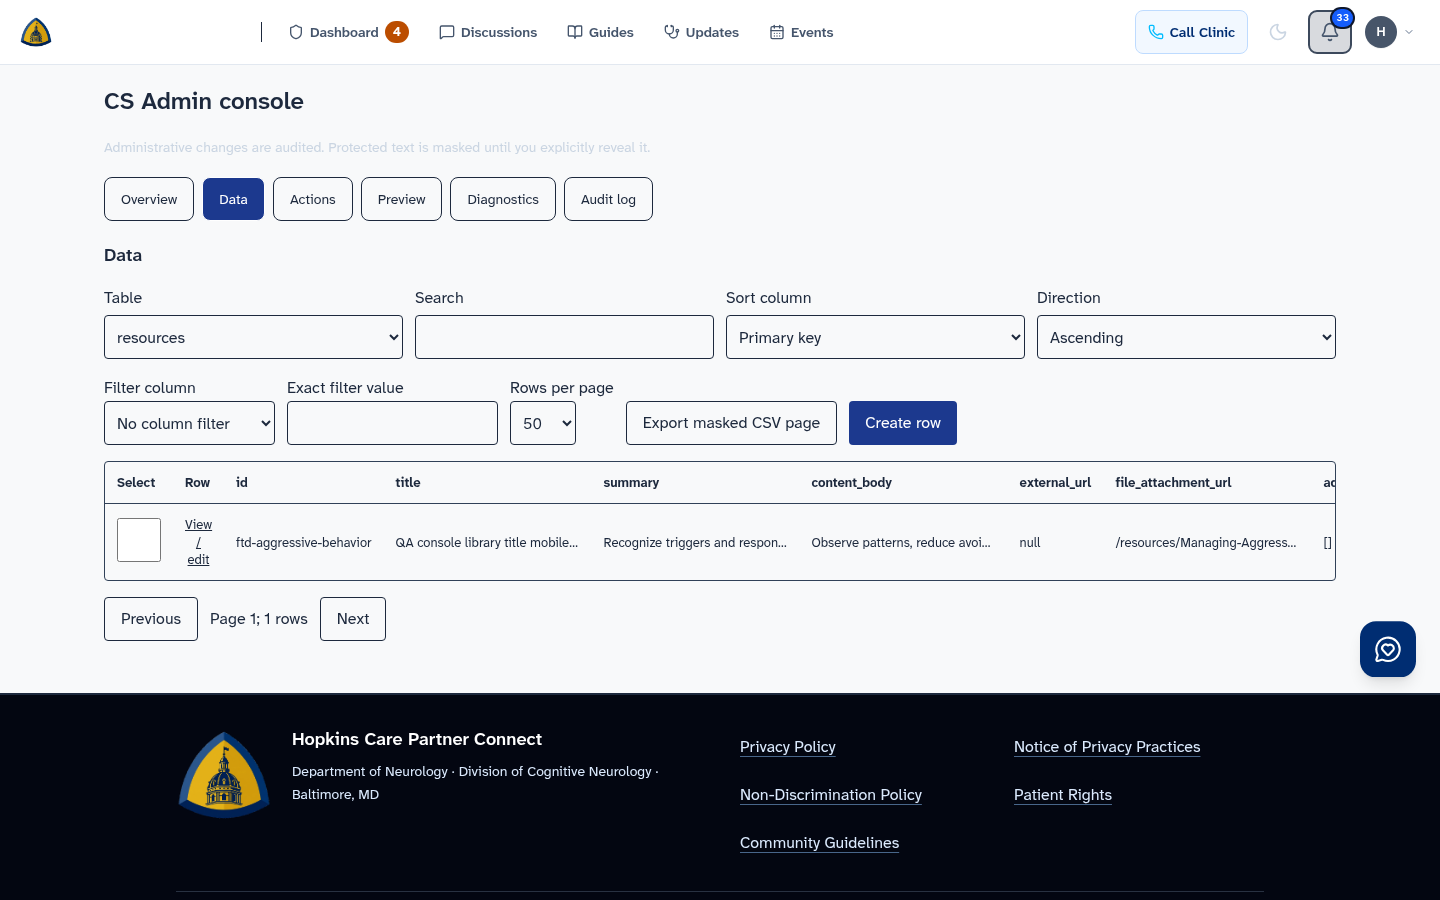 Dashboard 4 Discussions Guides Updates Events Call Clinic 33 H
CS Admin console
Administrative changes are audited. Protected text is masked until you explicitly reveal it.
Overview Data Actions Preview Diagnostics Audit log
Data
Table Search Sort column Direction
resources Primary key Ascending
Filter column Exact filter value Rows per page
No column filter 50 Export masked CSV page Create row
Select Row id title summary content_body external_url file_attachment_url
View / edit ftd-aggressive-behavior QA console library title mobile... Recognize triggers and respon... Observe patterns, reduce avoi... null /resources/Managing-Aggress... []
Previous Page 1; 1 rows Next
Hopkins Care Partner Connect
Department of Neurology · Division of Cognitive Neurology ·
Baltimore, MD
Privacy Policy Notice of Privacy Practices
Non-Discrimination Policy Patient Rights
Community Guidelines